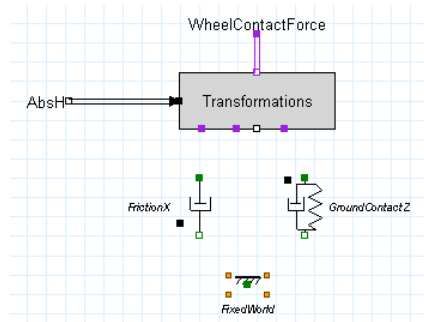 WheelContactForce
AbsH
Transformations
FrictionX
GroundContactZ
FixedWorld